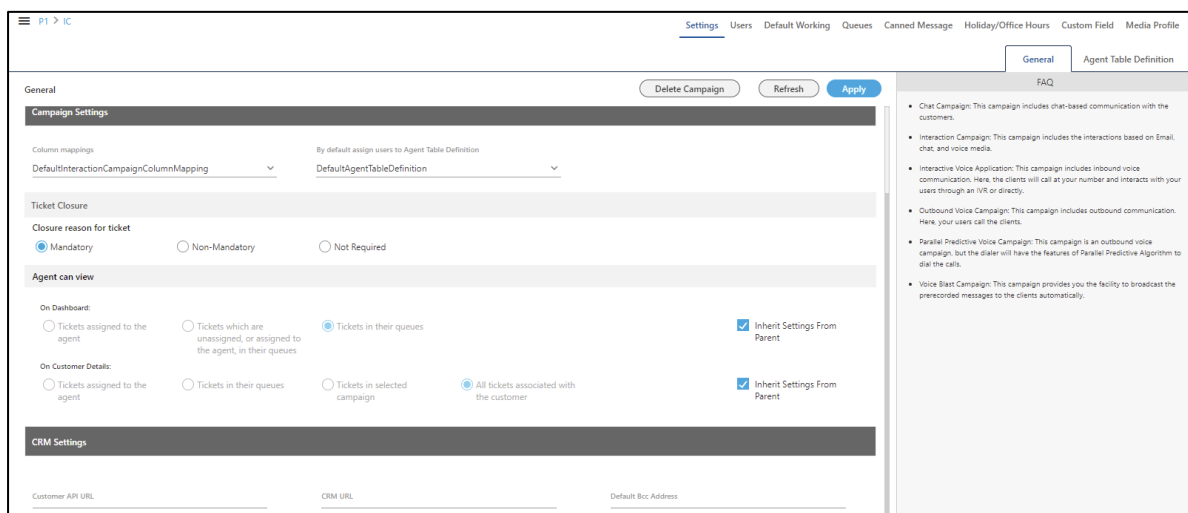 P1 > IC
Settings Users Default Working Queues Canned Message Holiday/Office Hours Custom Field Media Profile
General Agent Table Definition
General Delete Campaign Refresh Apply
Campaign Settings
Column mappings By default assign users to Agent Table Definition
DefaultInteractionCampaignColumnMapping DefaultAgentTableDefinition
Ticket Closure
Closure reason for ticket
Mandatory Non-Mandatory Not Required
Agent can view
On Dashboard:
Tickets assigned to the agent
Tickets which are unassigned, or assigned to the agent, in their queues
Tickets in their queues
Inherit Settings From Parent
On Customer Details:
Tickets assigned to the agent
Tickets in their queues
Tickets in selected campaign
All tickets associated with the customer
Inherit Settings From Parent
CRM Settings
Customer API URL CRM URL Default Bcc Address
FAQ
Chat Campaign: This campaign includes chat-based communication with the
customers.
Interaction Campaign: This campaign includes the interactions based on Email,
chat, and voice media.
Interactive Voice Application: This campaign includes inbound voice
communication. Here, the clients will call at your number and interacts with your
users through an IVR or directly.
Outbound Voice Campaign: This campaign includes outbound communication.
Here, your users call the clients.
Parallel Predictive Voice Campaign: This campaign is an outbound voice
campaign, but the dialer will have the features of Parallel Predictive Algorithm to
dial the calls.
Voice Blast Campaign: This campaign provides you the facility to broadcast the
prerecorded messages to the clients automatically.